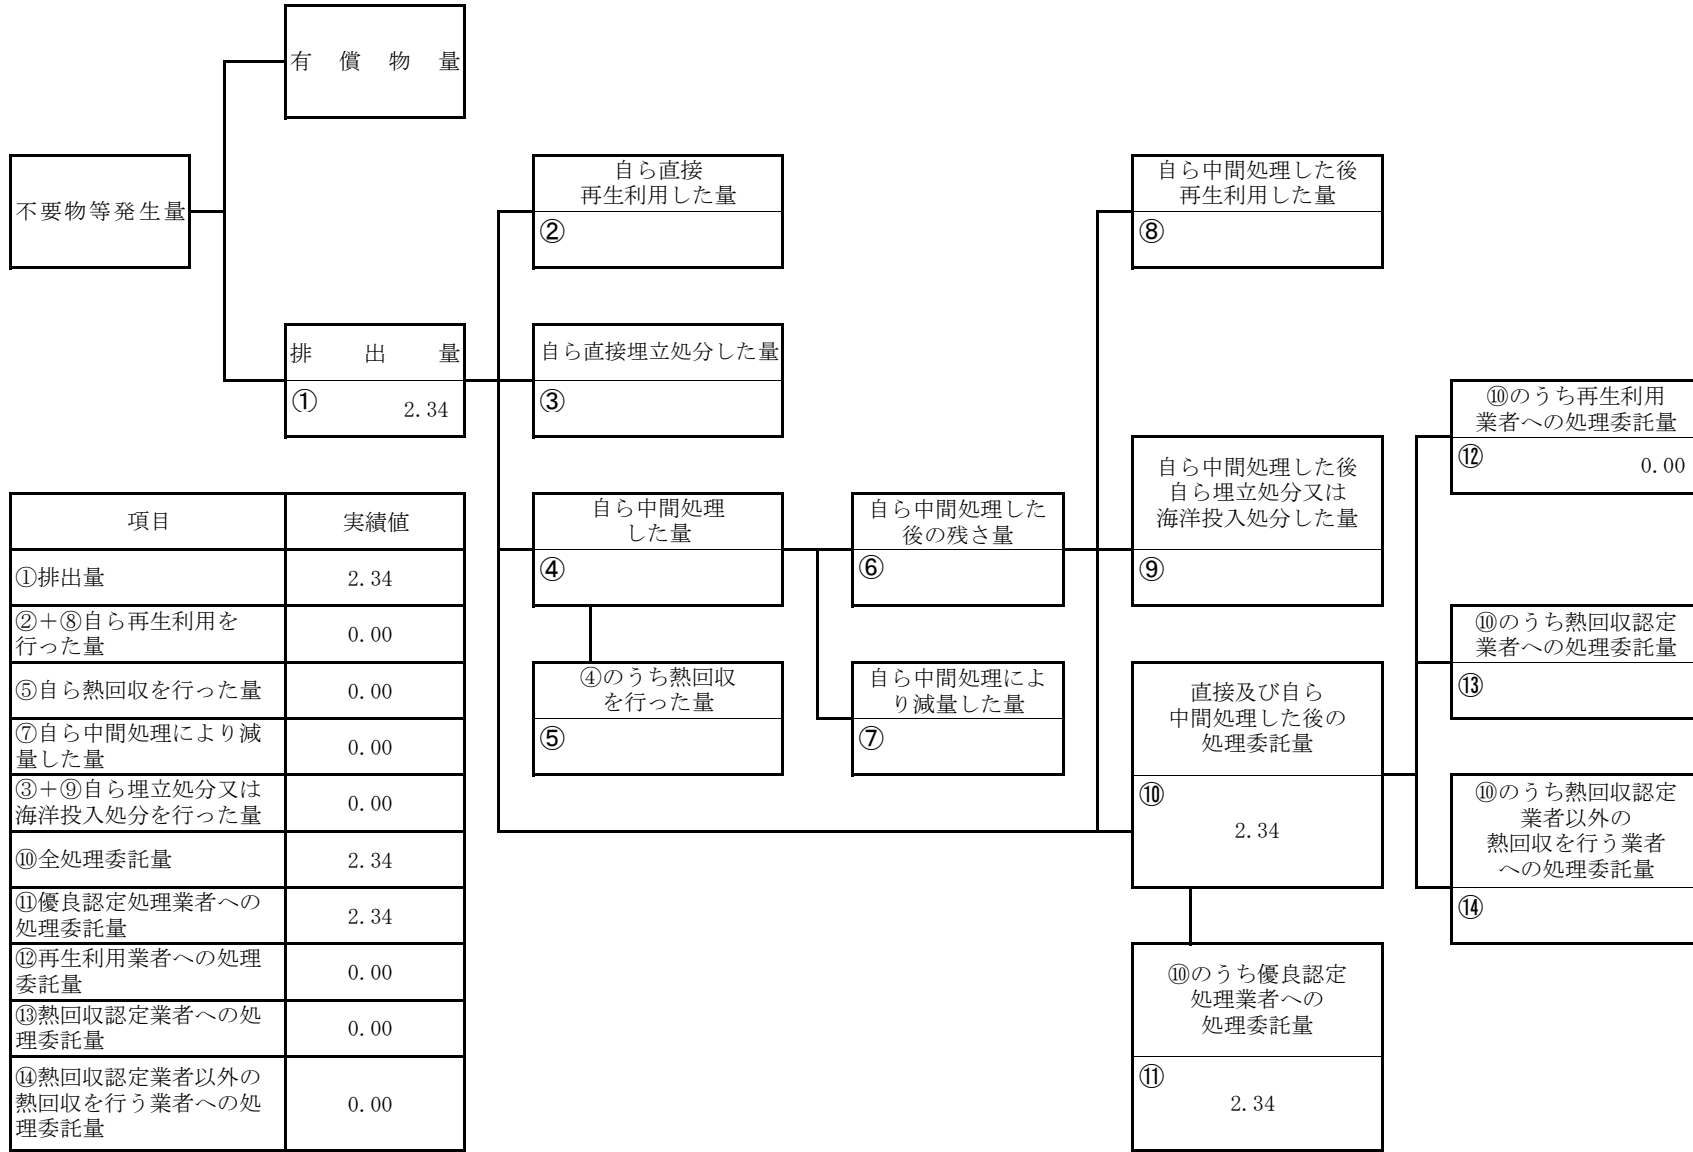 有償物量
不要物等発生量
排出量
① 2.34
自ら直接
再生利用した量
②
自ら直接埋立処分した量
③
自ら中間処理
した量
④
④のうち熱回収
を行った量
⑤
自ら中間処理した
後の残さ量
⑥
自ら中間処理によ
り減量した量
⑦
自ら中間処理した後
再生利用した量
⑧
自ら中間処理した後
自ら埋立処分又は
海洋投入処分した量
⑨
直接及び自ら
中間処理した後の
処理委託量
⑩
2.34
⑩のうち優良認定
処理業者への
処理委託量
⑪
2.34
⑩のうち再生利用
業者への処理委託量
⑫ 0.00
⑩のうち熱回収認定
業者への処理委託量
⑬
⑩のうち熱回収認定
業者以外の
熱回収を行う業者
への処理委託量
⑭
項目 実績値
①排出量 2.34
②＋⑧自ら再生利用を
行った量 0.00
⑤自ら熱回収を行った量 0.00
⑦自ら中間処理により減
量した量 0.00
③＋⑨自ら埋立処分又は
海洋投入処分を行った量 0.00
⑩全処理委託量 2.34
⑪優良認定処理業者への
処理委託量 2.34
⑫再生利用業者への処理
委託量 0.00
⑬熱回収認定業者への処
理委託量 0.00
⑭熱回収認定業者以外の
熱回収を行う業者への処
理委託量 0.00